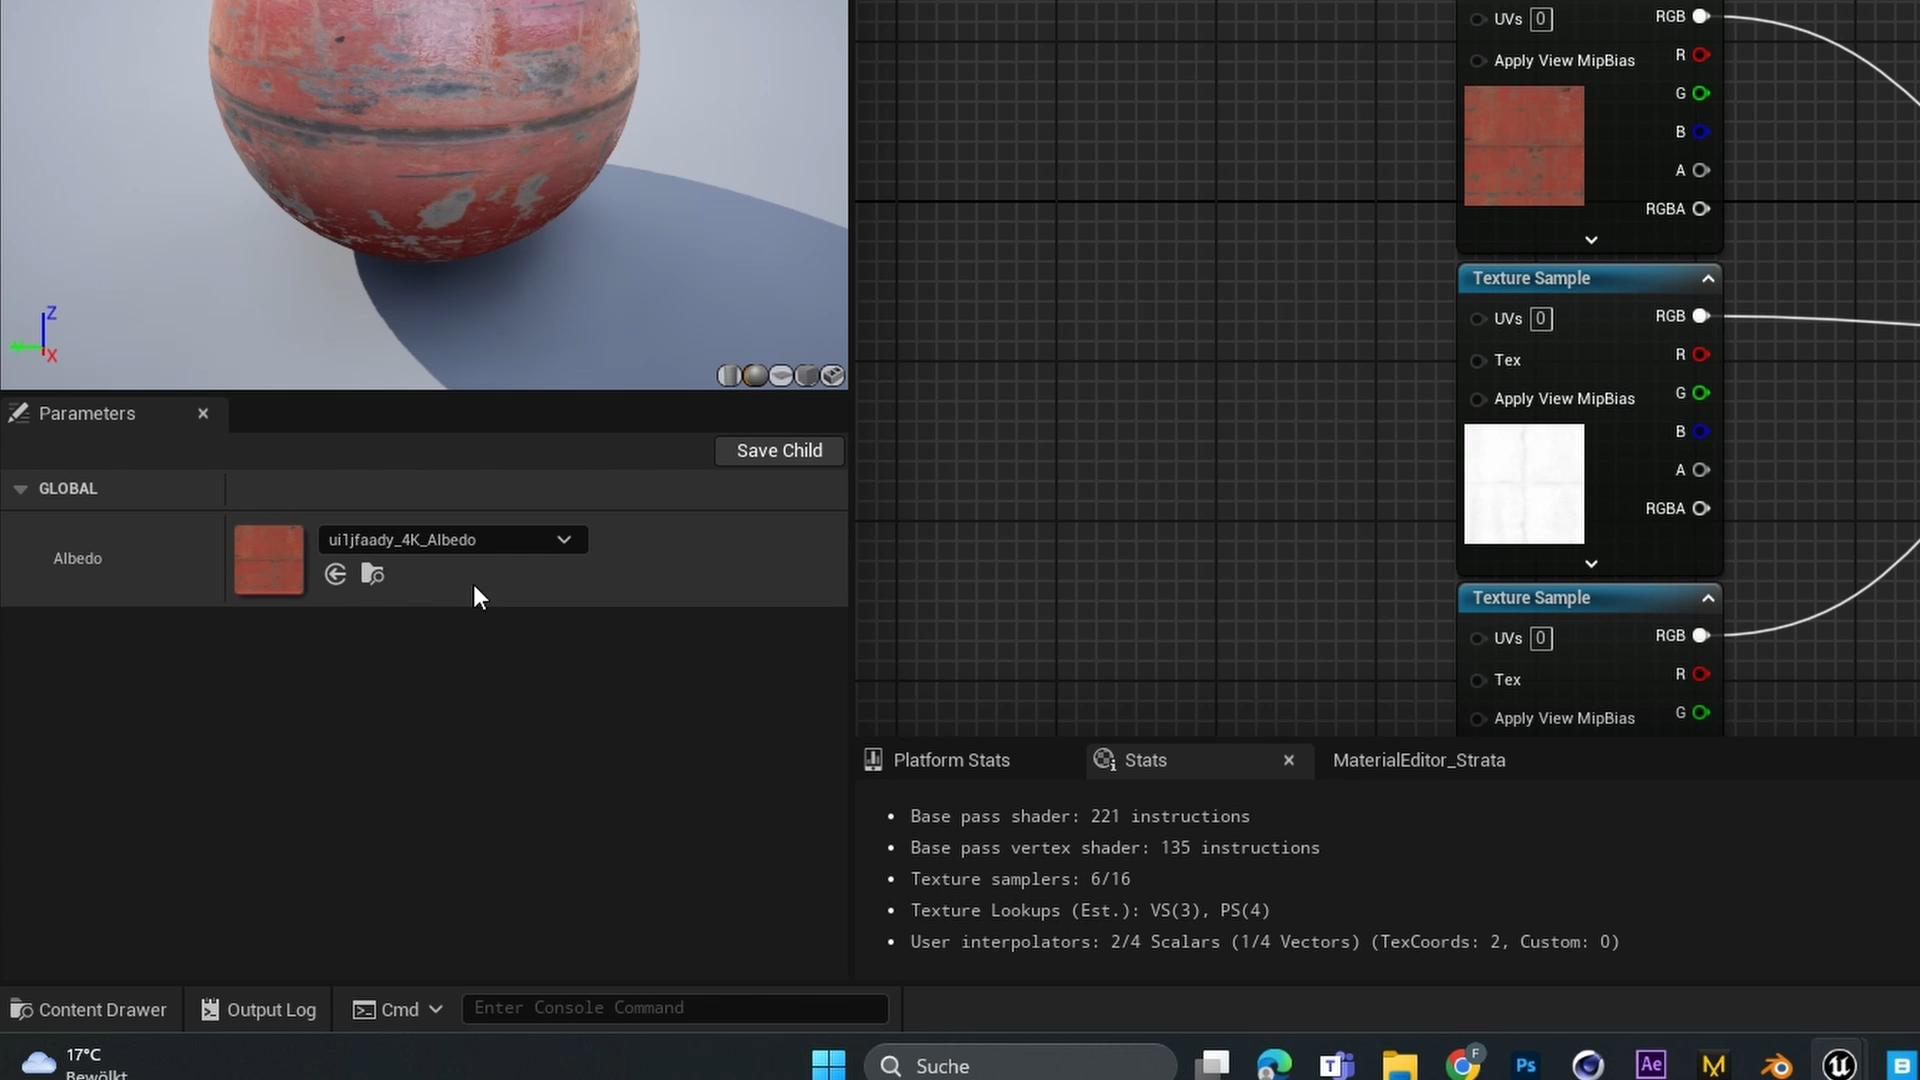 Z
X
Parameters
Save Child
GLOBAL
Albedo
ui1jfaady_4K_Albedo
UVs 0 RGB
Apply View MipBias R
G
B
A
RGBA
Texture Sample
UVs 0 RGB
Tex R
Apply View MipBias G
B
A
RGBA
Texture Sample
UVs 0 RGB
Tex R
Apply View MipBias G
Platform Stats Stats MaterialEditor_Strata
• Base pass shader: 221 instructions
• Base pass vertex shader: 135 instructions
• Texture samplers: 6/16
• Texture Lookups (Est.): VS(3), PS(4)
• User interpolators: 2/4 Scalars (1/4 Vectors) (TexCoords: 2, Custom: 0)
Content Drawer Output Log Cmd Enter Console Command
17°C
Bewölkt
Suche
F
Ps
Ae